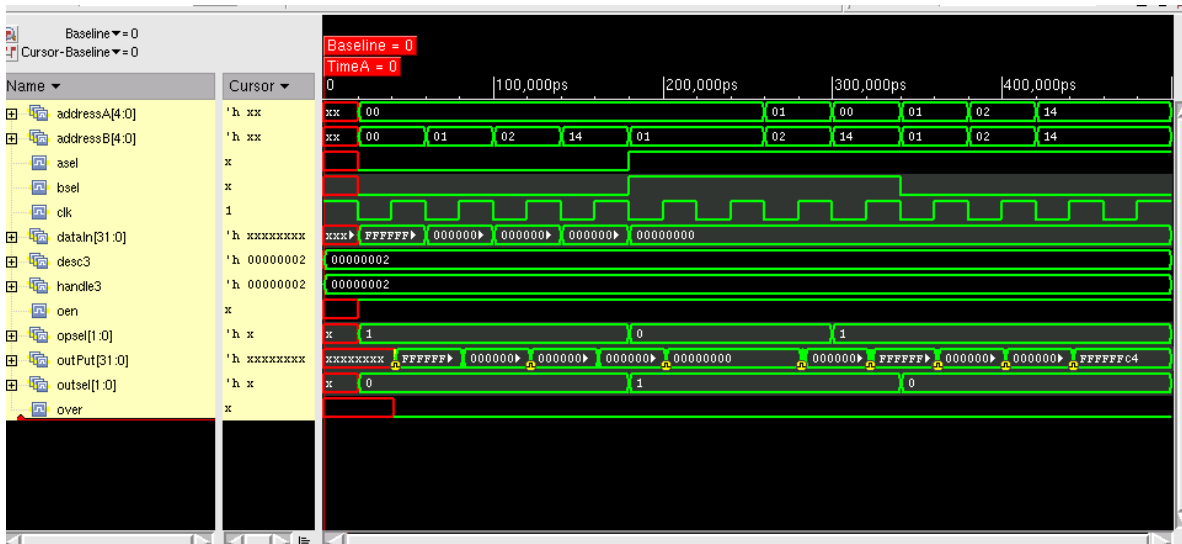 Baseline▼= 0
Cursor-Baseline▼= 0
Baseline = 0
TimeA = 0
Name ▼ Cursor ▼ 0 100,000ps 200,000ps 300,000ps 400,000ps
addressA[4:0] 'h xx xx 00 01 00 01 02 14
addressB[4:0] 'h xx xx 00 01 02 14 01 02 14 01 02 14
asel x
bsel x
clk 1
dataIn[31:0] 'h xxxxxxxx xxx▶ FFFFFF▶ 000000▶ 000000▶ 000000▶ 00000000
desc3 'h 00000002 00000002
handle3 'h 00000002 00000002
oen x
opsel[1:0] 'h x x 1 0 1
outPut[31:0] 'h xxxxxxxx xxxxxxxx FFFFFF▶ 000000▶ 000000▶ 000000▶ 00000000 000000▶ FFFFFF▶ 000000▶ 000000▶ FFFFFFC4
outsel[1:0] 'h x x 0 1 0
over x